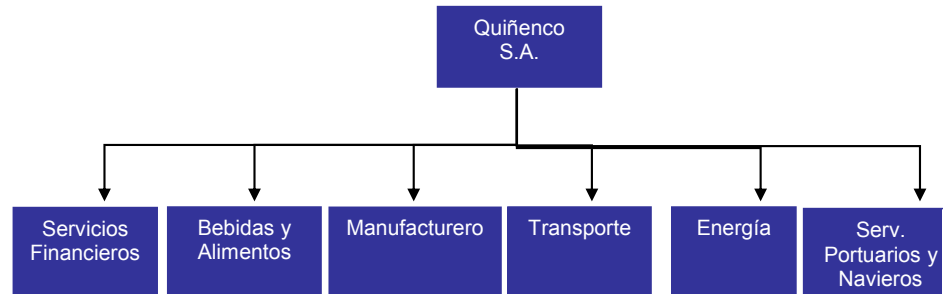 Quiñenco
S.A.
Servicios
Financieros
Bebidas y
Alimentos
Manufacturero
Transporte
Energía
Serv.
Portuarios y
Navieros